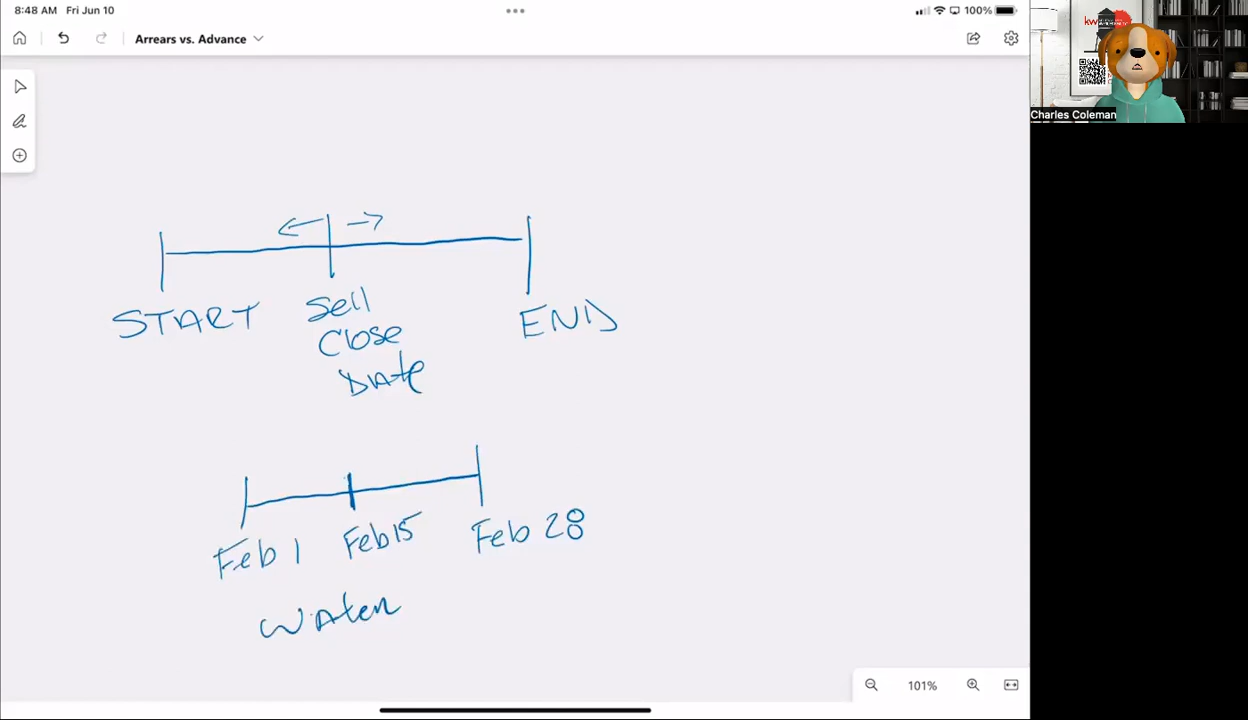 8:48 AM Fri Jun 10
100%
Arrears vs. Advance
kw
Charles Coleman
START
Sell
Close
Date
END
Feb 1
Feb 15
Feb 28
Water
101%